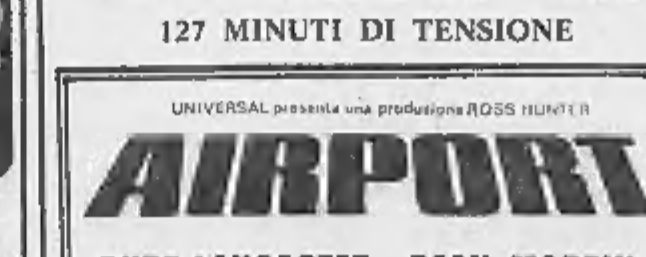 127 MINUTI DI TENSIONE
UNIVERSAL presenta una produzione ROSS HUNTER
AIRPORT